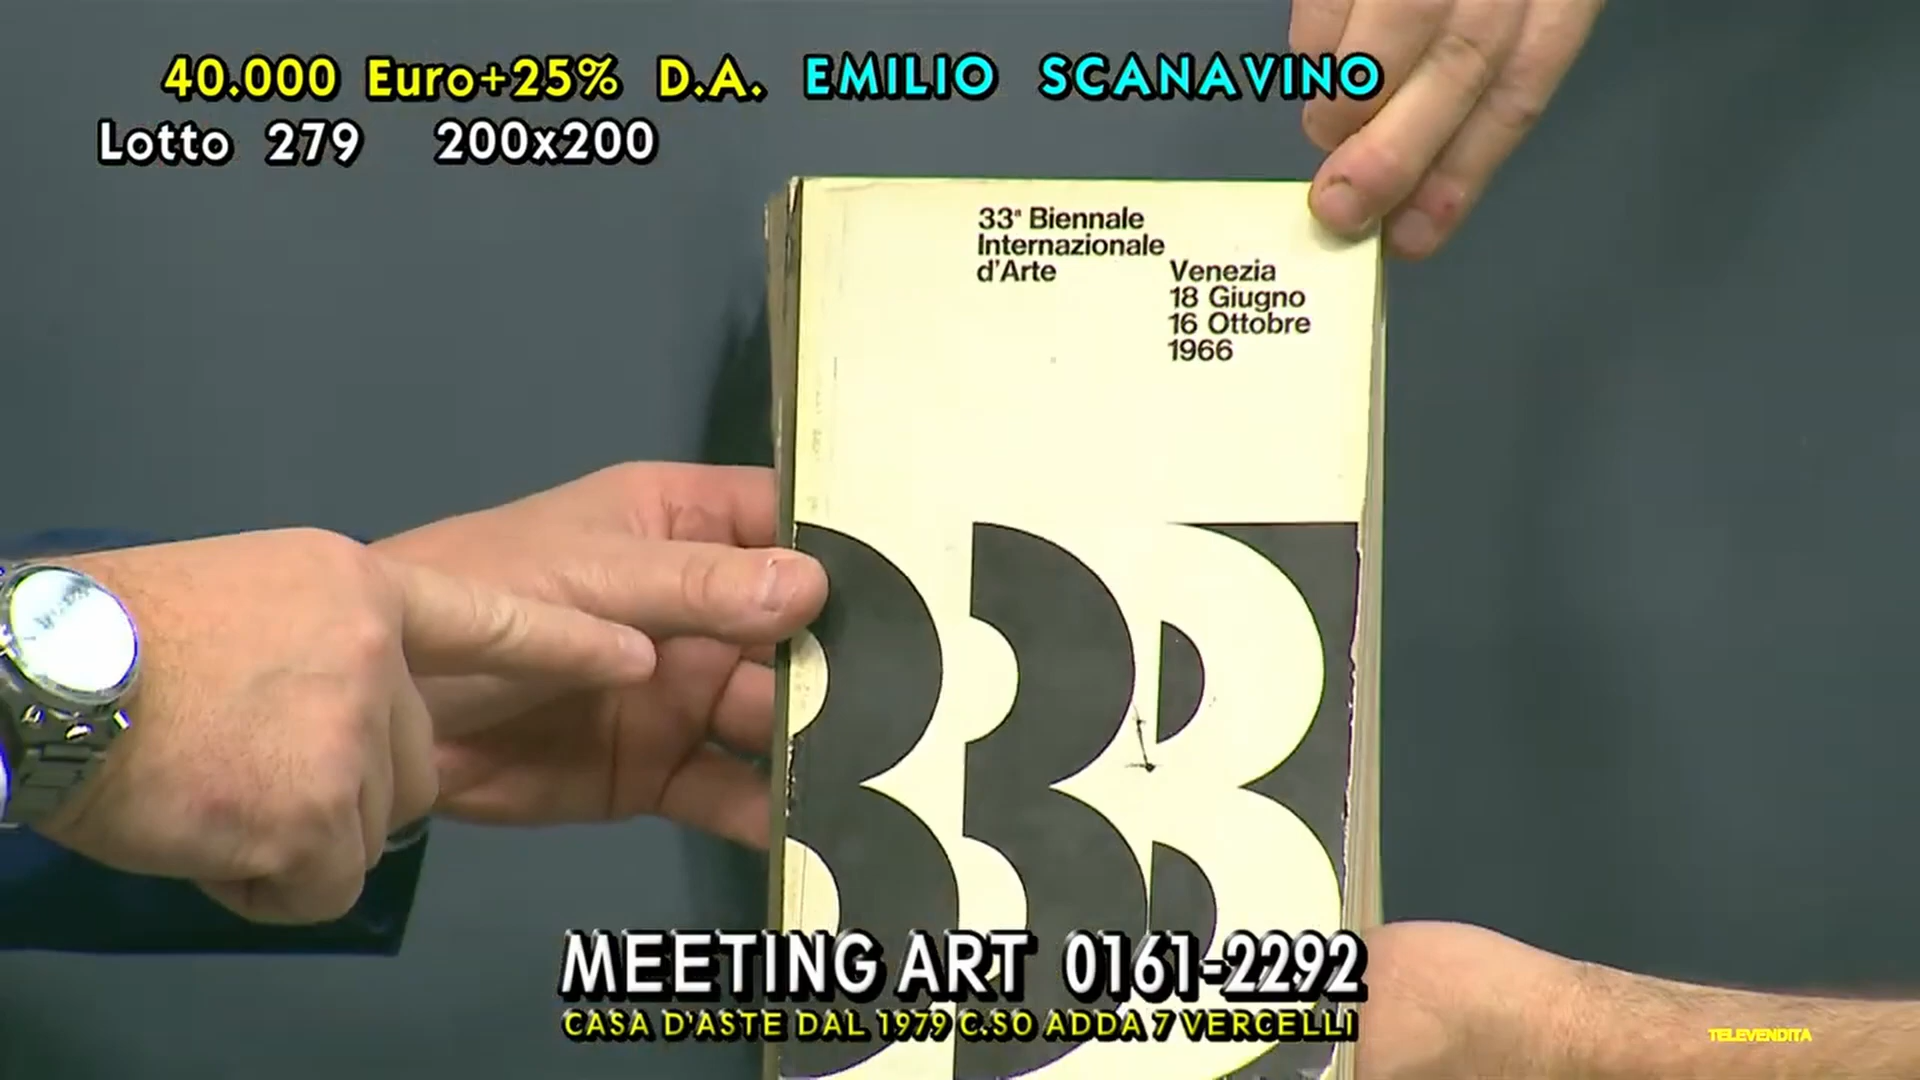 40.000 Euro+25% D.A. EMILIO SCANAVINO
Lotto 279 200x200
33ª Biennale
Internazionale
d'Arte
Venezia
18 Giugno
16 Ottobre
1966
MEETING ART 0161-2292
CASA D'ASTE DAL 1979 C.SO ADDA 7 VERCELLI
TELEVENDITA